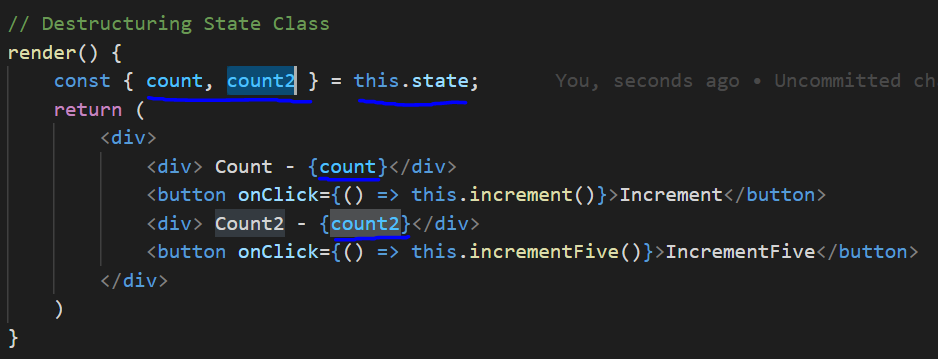 // Destructuring State Class
render() {
    const { count, count2 } = this.state;        You, seconds ago • Uncommitted ch
    return (
        <div>
            <div> Count - {count}</div>
            <button onClick={() => this.increment()}>Increment</button>
            <div> Count2 - {count2}</div>
            <button onClick={() => this.incrementFive()}>IncrementFive</button>
        </div>
    )
}